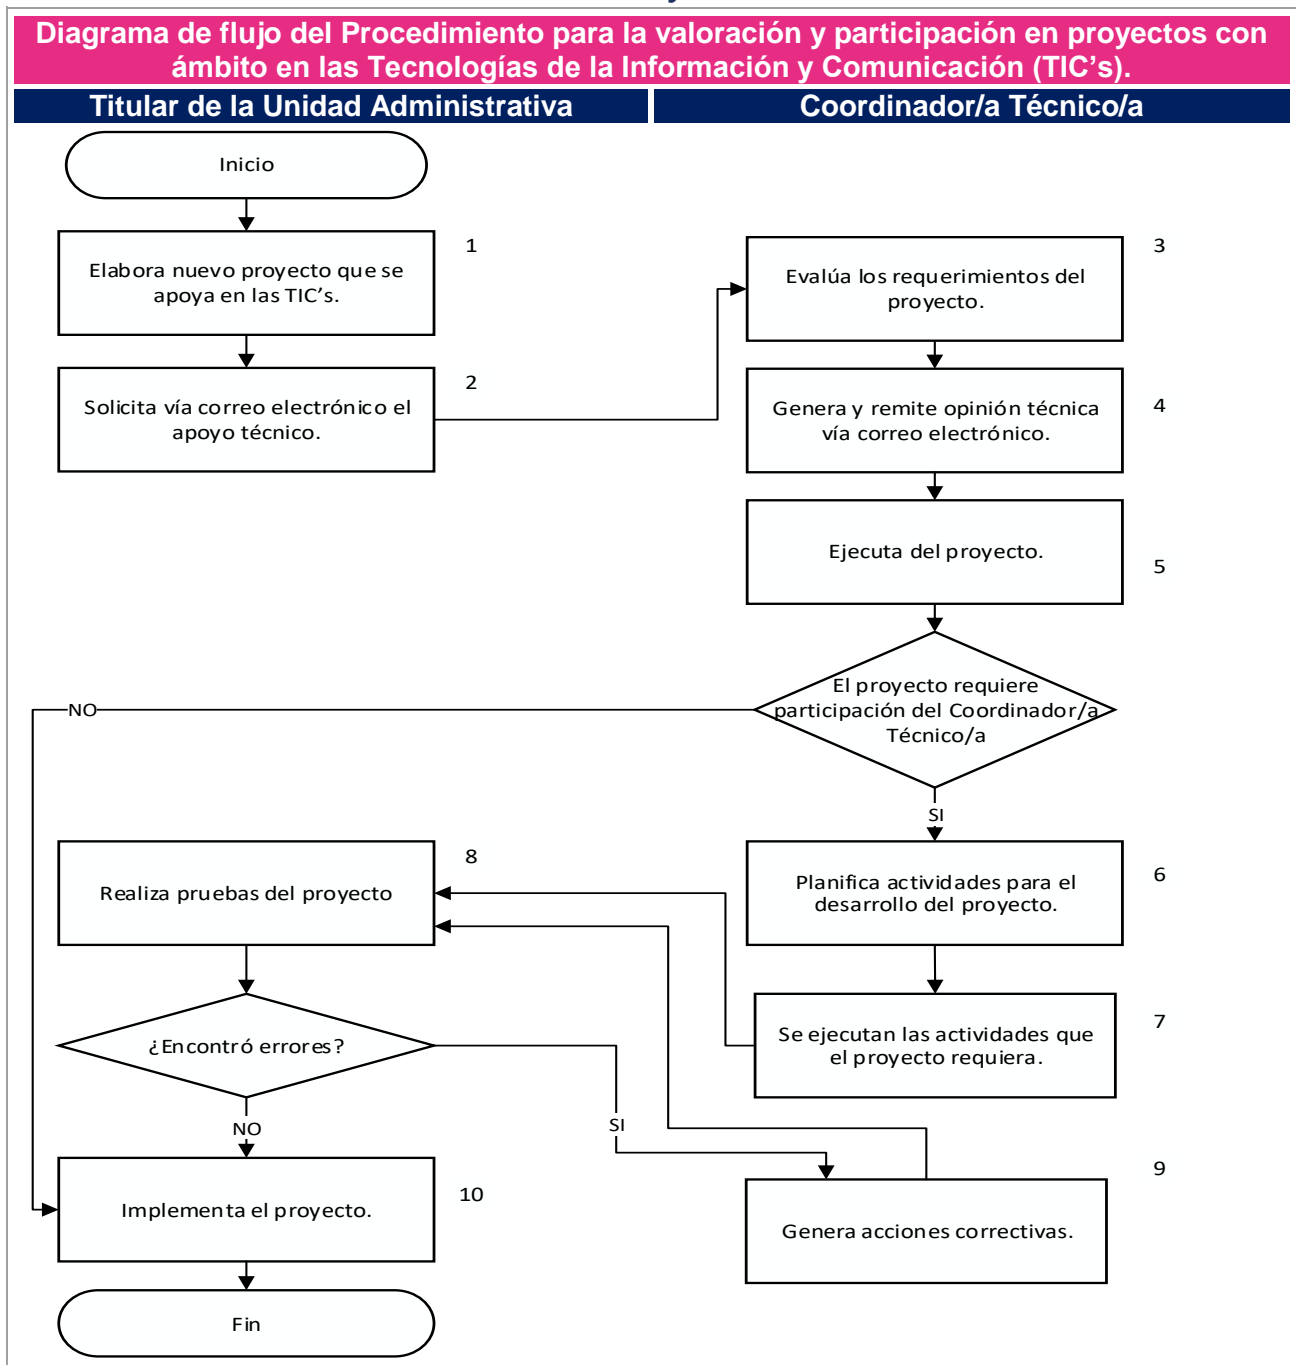 Diagrama de flujo del Procedimiento para la valoración y participación en proyectos con
ámbito en las Tecnologías de la Información y Comunicación (TIC’s).
Titular de la Unidad Administrativa
Coordinador/a Técnico/a
Inicio
1
Elabora nuevo proyecto que se
apoya en las TIC’s.
2
Solicita vía correo electrónico el
apoyo técnico.
3
Evalúa los requerimientos del
proyecto.
4
Genera y remite opinión técnica
vía correo electrónico.
5
Ejecuta del proyecto.
El proyecto requiere
participación del Coordinador/a
Técnico/a
NO
SI
6
Planifica actividades para el
desarrollo del proyecto.
7
Se ejecutan las actividades que
el proyecto requiera.
8
Realiza pruebas del proyecto
¿Encontró errores?
SI
NO
9
Genera acciones correctivas.
10
Implementa el proyecto.
Fin